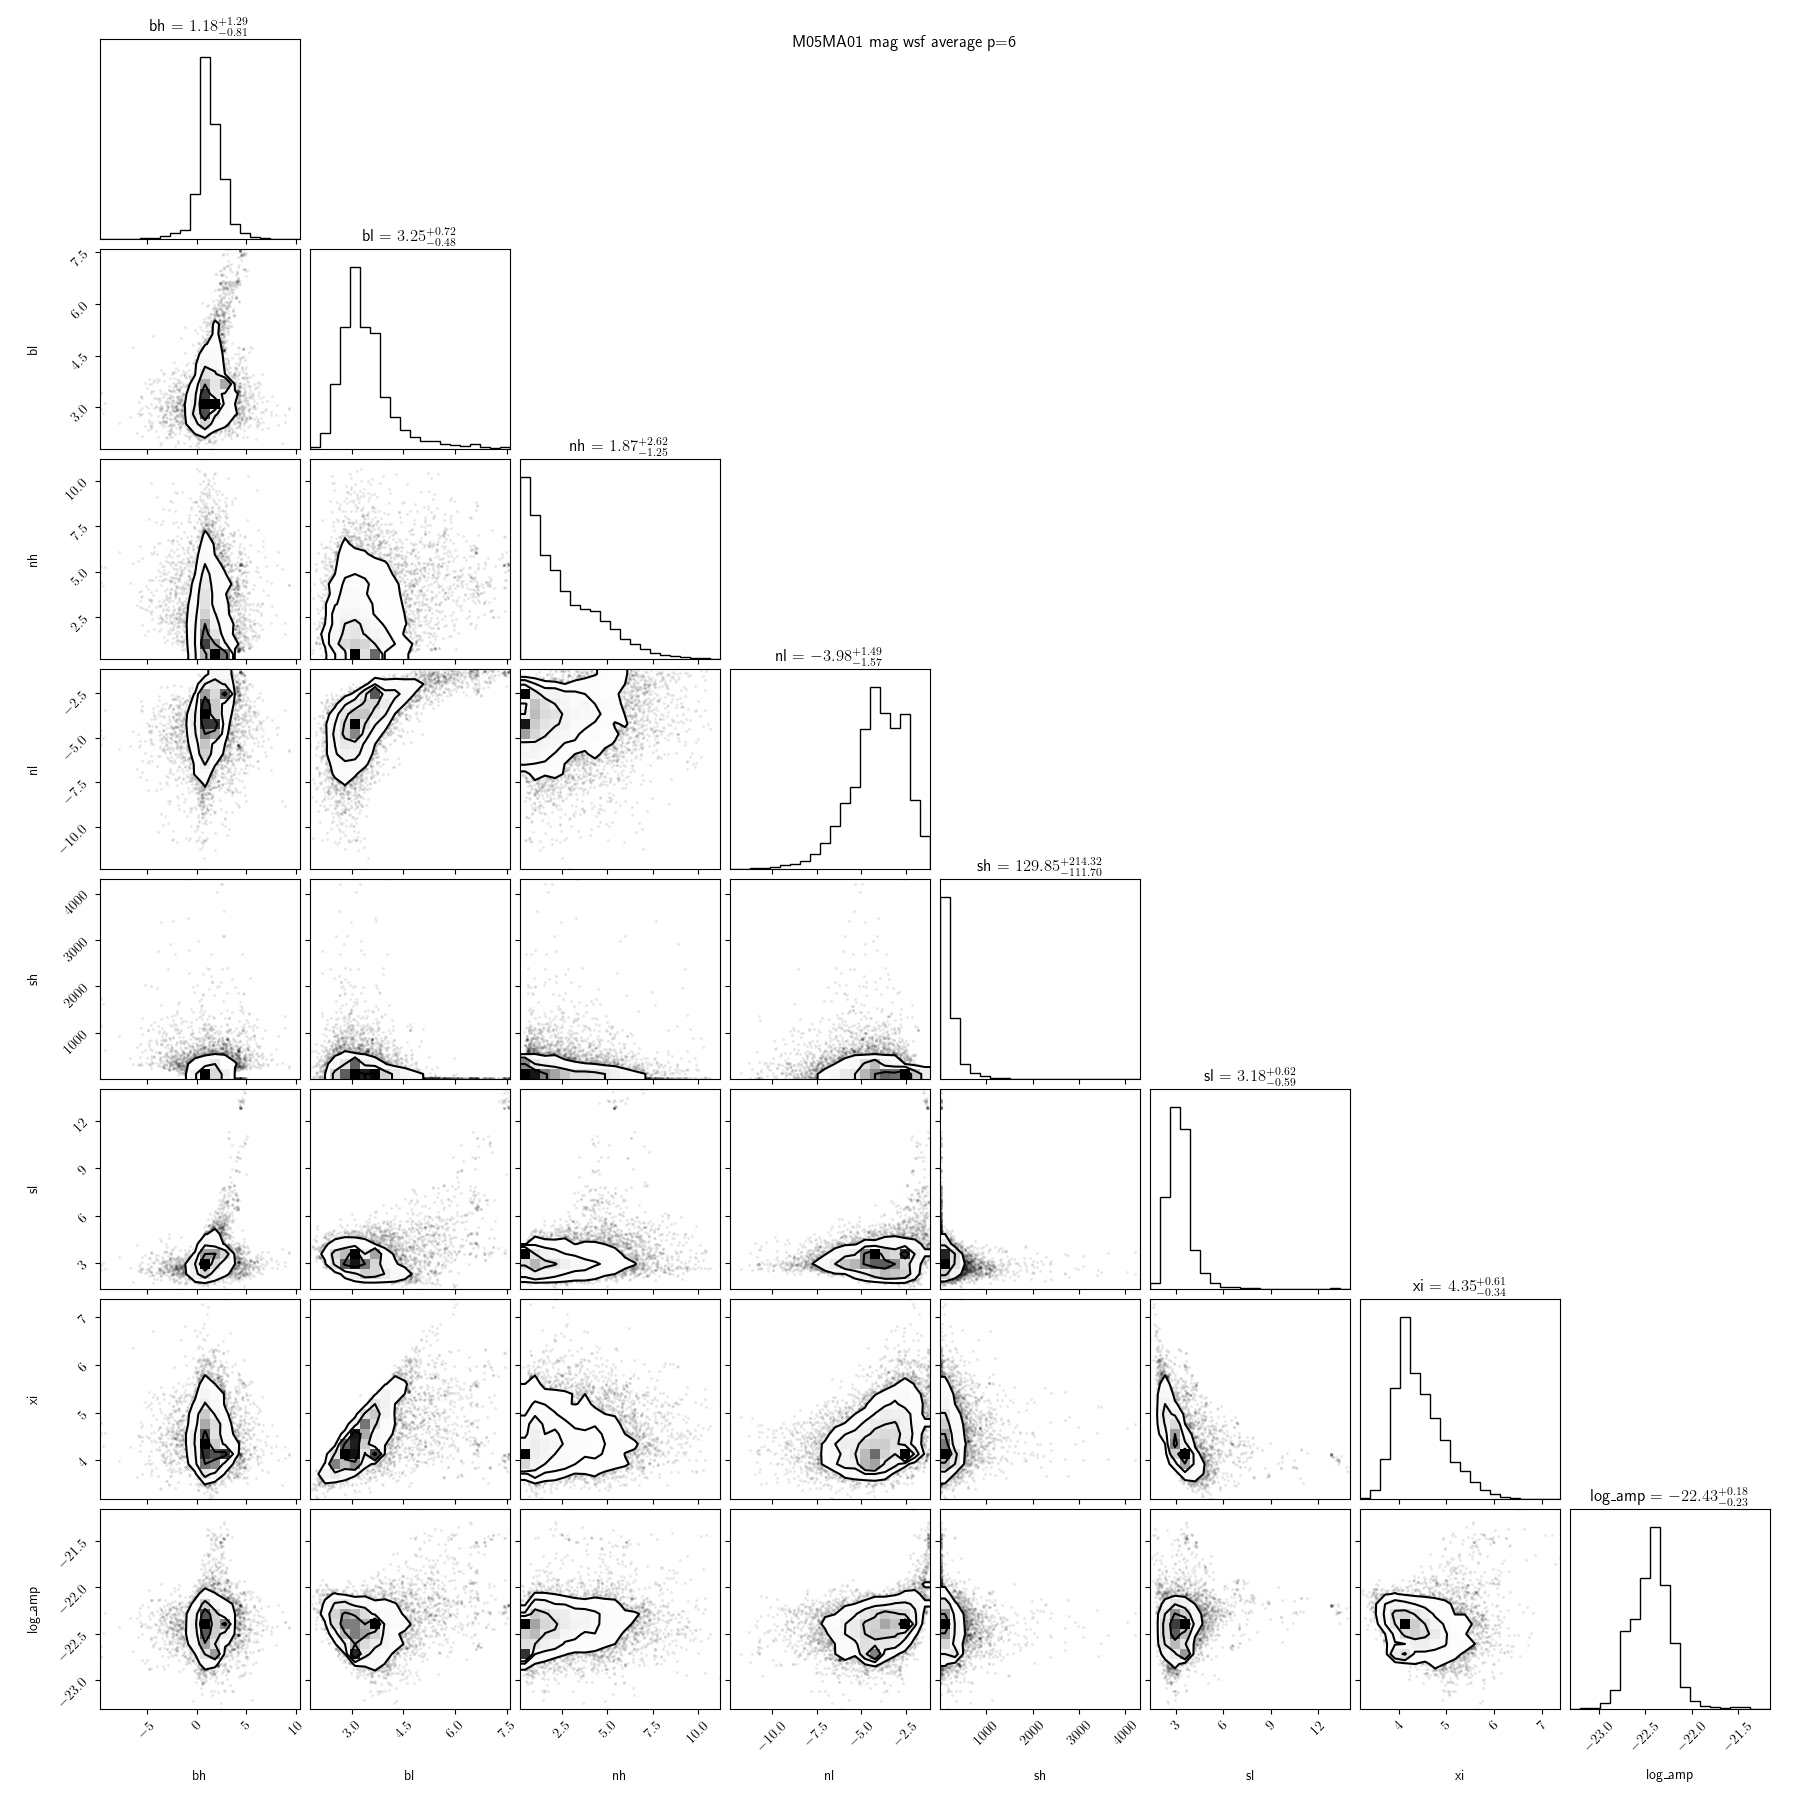 M05MA01 mag wsf average p=6
bh = 1.18+1.29 −0.81
bl = 3.25+0.72 −0.48
nh = 1.87+2.62 −1.25
nl = −3.98+1.49 −1.57
sh = 129.85+214.32 −111.70
sl = 3.18+0.62 −0.59
xi = 4.35+0.61 −0.34
log_amp = −22.43+0.18 −0.23
7.5
6.0
4.5
3.0
bl
10.0
7.5
5.0
2.5
nh
−2.5
−5.0
−7.5
−10.0
nl
4000
3000
2000
1000
sh
12
9
6
3
sl
7
6
5
4
xi
−21.5
−22.0
−22.5
−23.0
log_amp
−5 0 5 10
3.0 4.5 6.0 7.5
2.5 5.0 7.5 10.0
−10.0 −7.5 −5.0 −2.5
1000 2000 3000 4000
3 6 9 12
4 5 6 7
−23.0 −22.5 −22.0 −21.5
bh bl nh nl sh sl xi log_amp